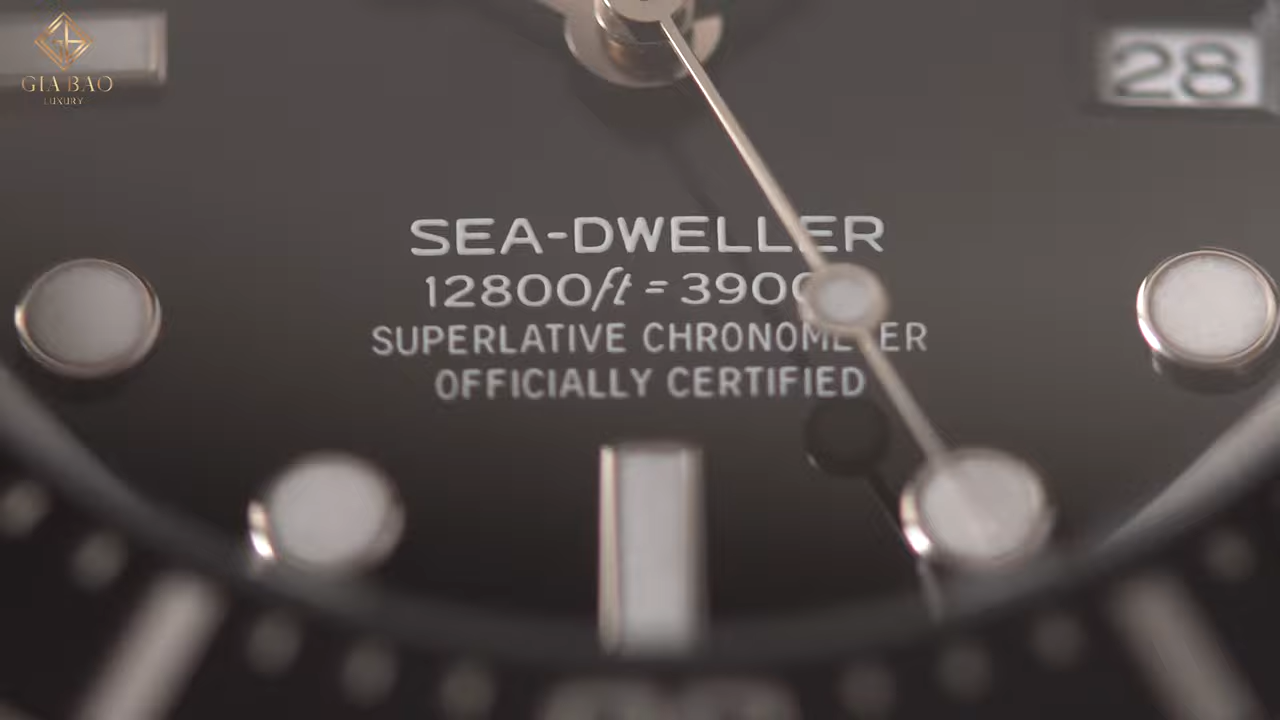 GIA BAO
LUXURY
28
SEA-DWELLER
12800ft = 3900
SUPERLATIVE CHRONOMETER
OFFICIALLY CERTIFIED